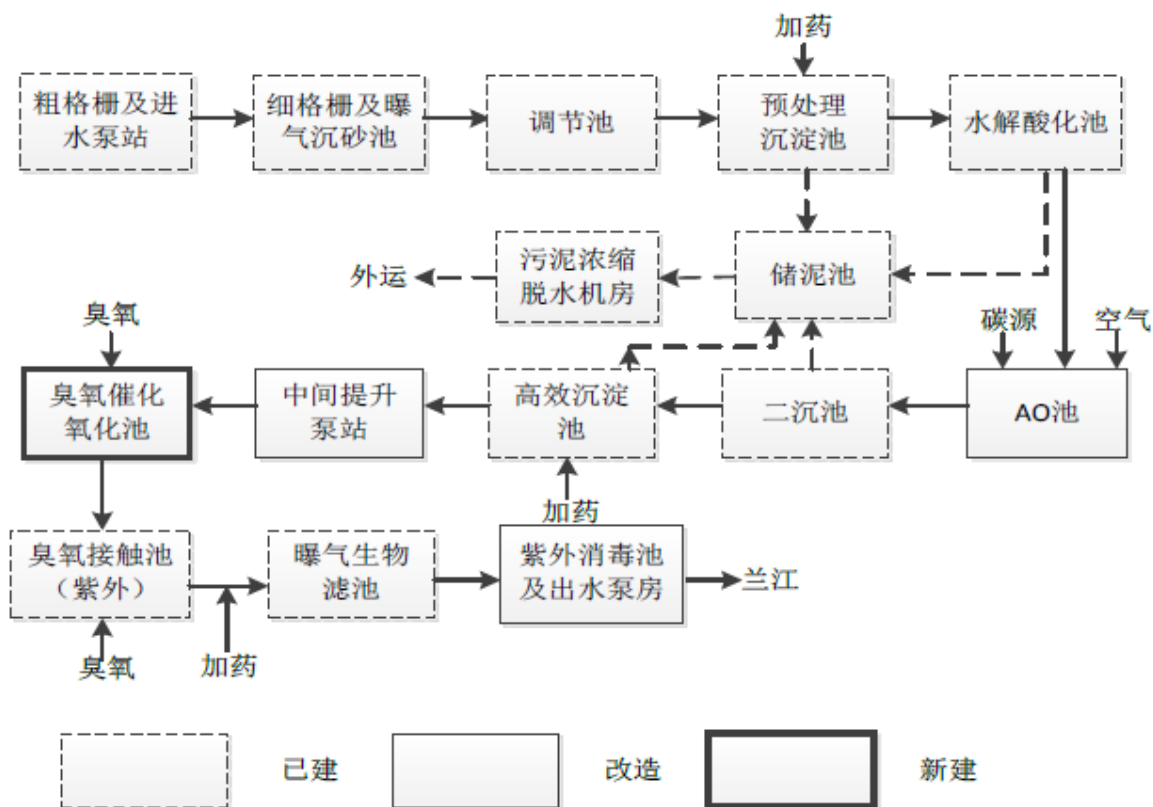 加药
粗格栅及进
水泵站
细格栅及曝
气沉砂池
调节池
预处理
沉淀池
水解酸化池
外运
污泥浓缩
脱水机房
储泥池
臭氧
碳源
空气
臭氧催化
氧化池
中间提升
泵站
高效沉淀
池
二沉池
AO池
加药
臭氧接触池
（紫外）
曝气生物
滤池
紫外消毒池
及出水泵房
兰江
臭氧
加药
已建
改造
新建